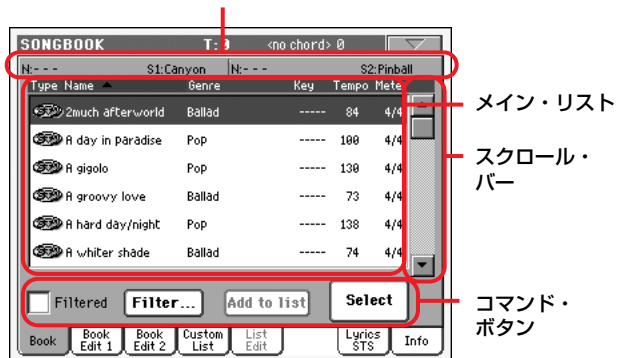 SONGBOOK T: 0 <no chord> 0
N:--- S1:Canyon N:--- S2:Pinball
Type Name Genre Key Tempo Meter
2much afterworld Ballad ----- 84 4/4
A day in paradise Pop ----- 100 4/4
A gigolo Pop ----- 130 4/4
A groovy love Ballad ----- 73 4/4
A hard day/night Pop ----- 138 4/4
A whiter shade Ballad ----- 74 4/4
Filtered Filter... Add to list Select
Book Book Edit 1 Book Edit 2 Custom List List Edit Lyrics STS Info
メイン・リスト
スクロール・
バー
コマンド・
ボタン